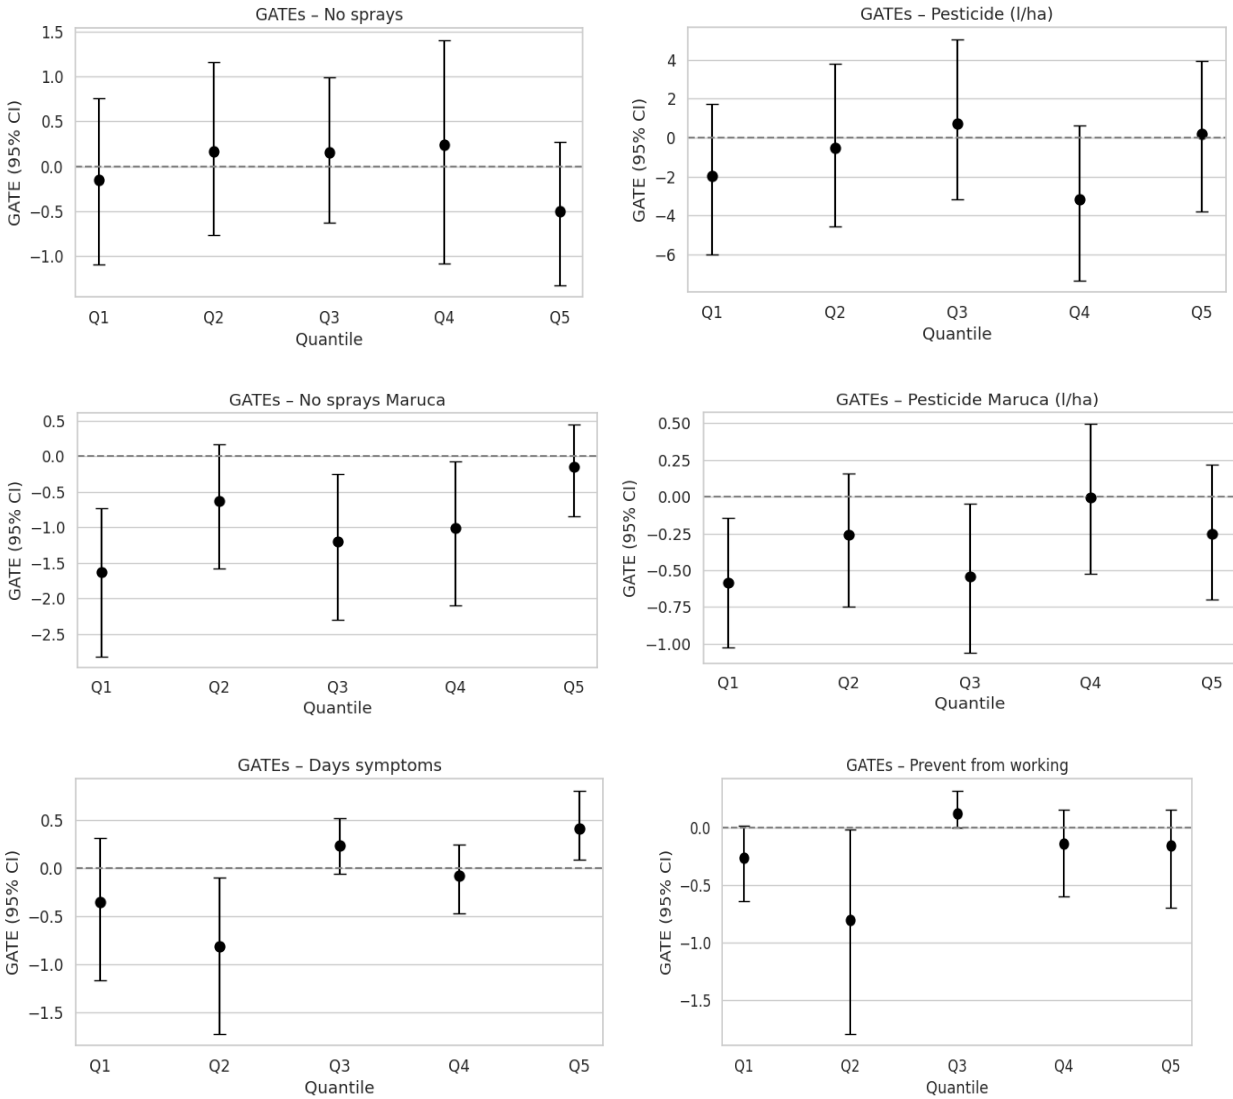 GATEs – No sprays
GATE (95% CI)
1.5
1.0
0.5
0.0
−0.5
−1.0
Q1 Q2 Q3 Q4 Q5
Quantile
GATEs – Pesticide (l/ha)
GATE (95% CI)
4
2
0
−2
−4
−6
Q1 Q2 Q3 Q4 Q5
Quantile
GATEs – No sprays Maruca
GATE (95% CI)
0.5
0.0
−0.5
−1.0
−1.5
−2.0
−2.5
Q1 Q2 Q3 Q4 Q5
Quantile
GATEs – Pesticide Maruca (l/ha)
GATE (95% CI)
0.50
0.25
0.00
−0.25
−0.50
−0.75
−1.00
Q1 Q2 Q3 Q4 Q5
Quantile
GATEs – Days symptoms
GATE (95% CI)
0.5
0.0
−0.5
−1.0
−1.5
Q1 Q2 Q3 Q4 Q5
Quantile
GATEs – Prevent from working
GATE (95% CI)
0.0
−0.5
−1.0
−1.5
Q1 Q2 Q3 Q4 Q5
Quantile